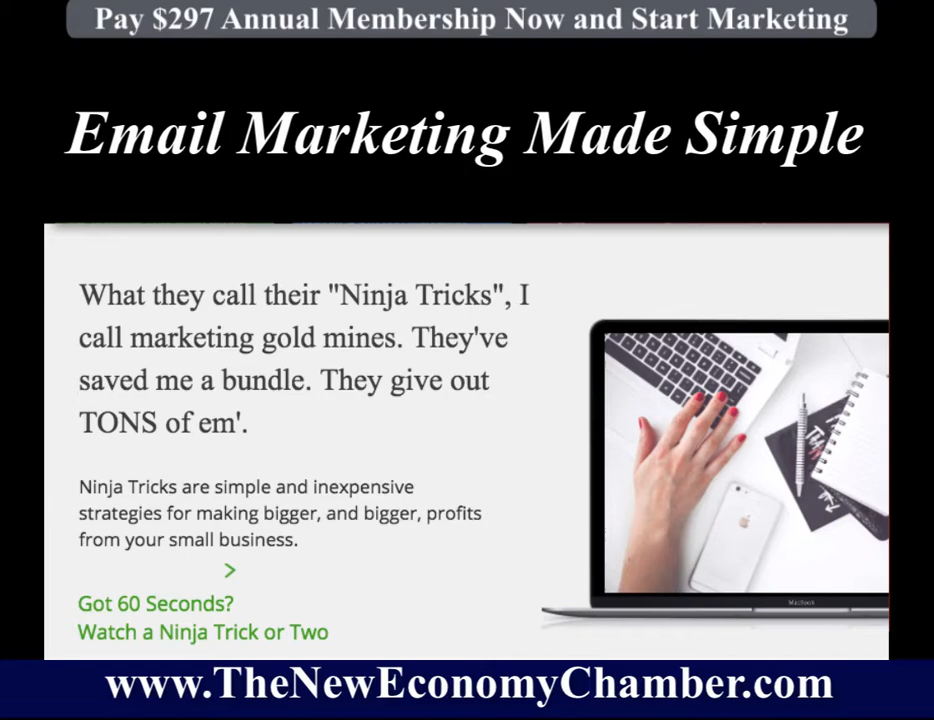 Pay $297 Annual Membership Now and Start Marketing
Email Marketing Made Simple
What they call their "Ninja Tricks", I
call marketing gold mines. They've
saved me a bundle. They give out
TONS of em'.
Ninja Tricks are simple and inexpensive
strategies for making bigger, and bigger, profits
from your small business.
>
Got 60 Seconds?
Watch a Ninja Trick or Two
MacBook
www.TheNewEconomyChamber.com